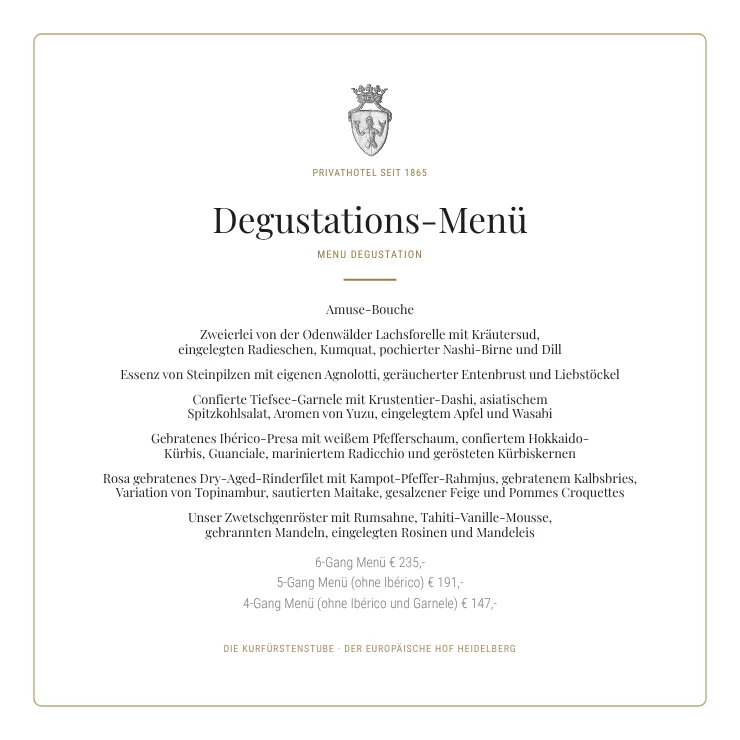 PRIVATHOTEL SEIT 1865
Degustations-Menü
MENU DEGUSTATION
Amuse-Bouche
Zweierlei von der Odenwälder Lachsforelle mit Kräutersud,
eingelegten Radieschen, Kumquat, pochierter Nashi-Birne und Dill
Essenz von Steinpilzen mit eigenen Agnolotti, geräucherter Entenbrust und Liebstöckel
Confierte Tiefsee-Garnele mit Krustentier-Dashi, asiatischem
Spitzkohlsalat, Aromen von Yuzu, eingelegtem Apfel und Wasabi
Gebratenes Ibérico-Presa mit weißem Pfefferschaum, confiertem Hokkaido-
Kürbis, Guanciale, mariniertem Radicchio und gerösteten Kürbiskernen
Rosa gebratenes Dry-Aged-Rinderfilet mit Kampot-Pfeffer-Rahmjus, gebratenem Kalbsbries,
Variation von Topinambur, sautierten Maitake, gesalzener Feige und Pommes Croquettes
Unser Zwetschgenröster mit Rumsahne, Tahiti-Vanille-Mousse,
gebrannten Mandeln, eingelegten Rosinen und Mandeleis
6-Gang Menü € 235,-
5-Gang Menü (ohne Ibérico) € 191,-
4-Gang Menü (ohne Ibérico und Garnele) € 147,-
DIE KURFÜRSTENSTUBE · DER EUROPÄISCHE HOF HEIDELBERG